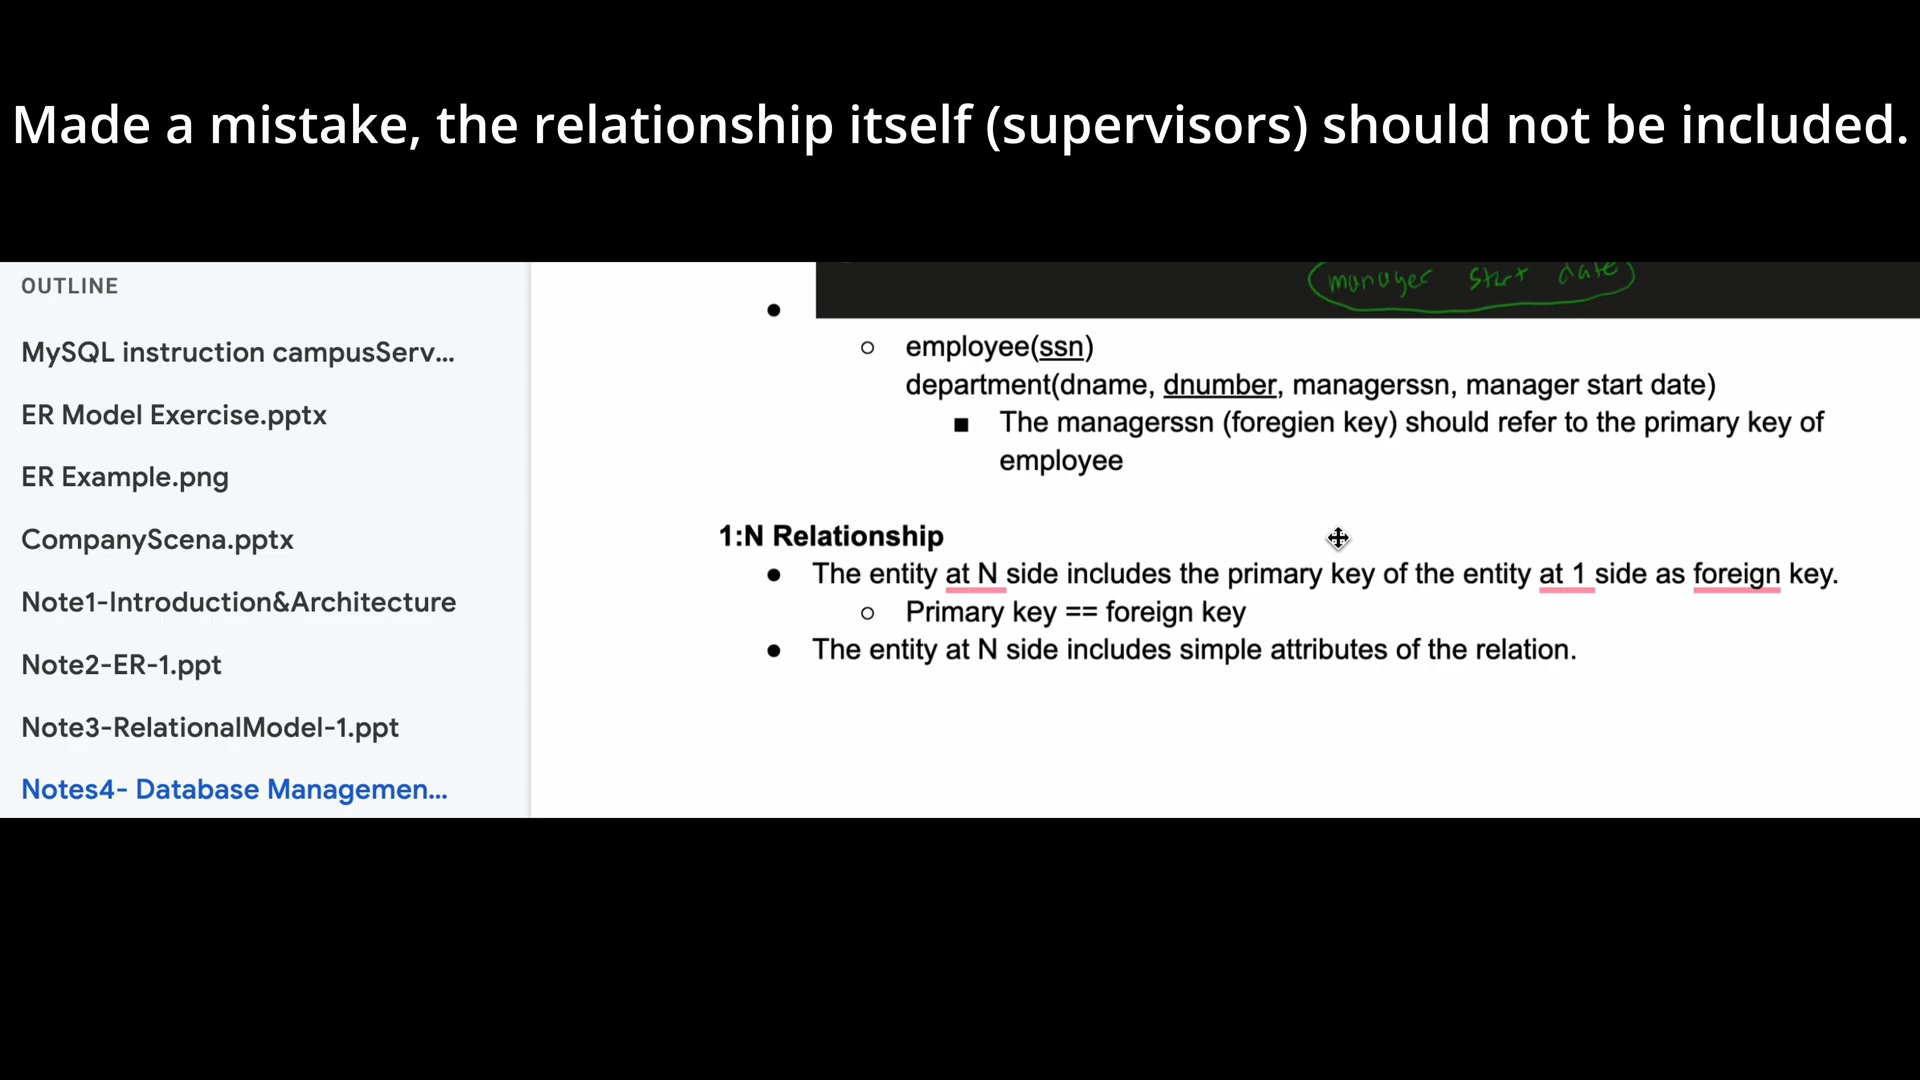 Made a mistake, the relationship itself (supervisors) should not be included.
OUTLINE
MySQL instruction campusServ...
ER Model Exercise.pptx
ER Example.png
CompanyScena.pptx
Note1-Introduction&Architecture
Note2-ER-1.ppt
Note3-RelationalModel-1.ppt
Notes4- Database Managemen...
manager start date
employee(ssn)
department(dname, dnumber, managerssn, manager start date)
The managerssn (foregien key) should refer to the primary key of
employee
1:N Relationship
The entity at N side includes the primary key of the entity at 1 side as foreign key.
Primary key == foreign key
The entity at N side includes simple attributes of the relation.